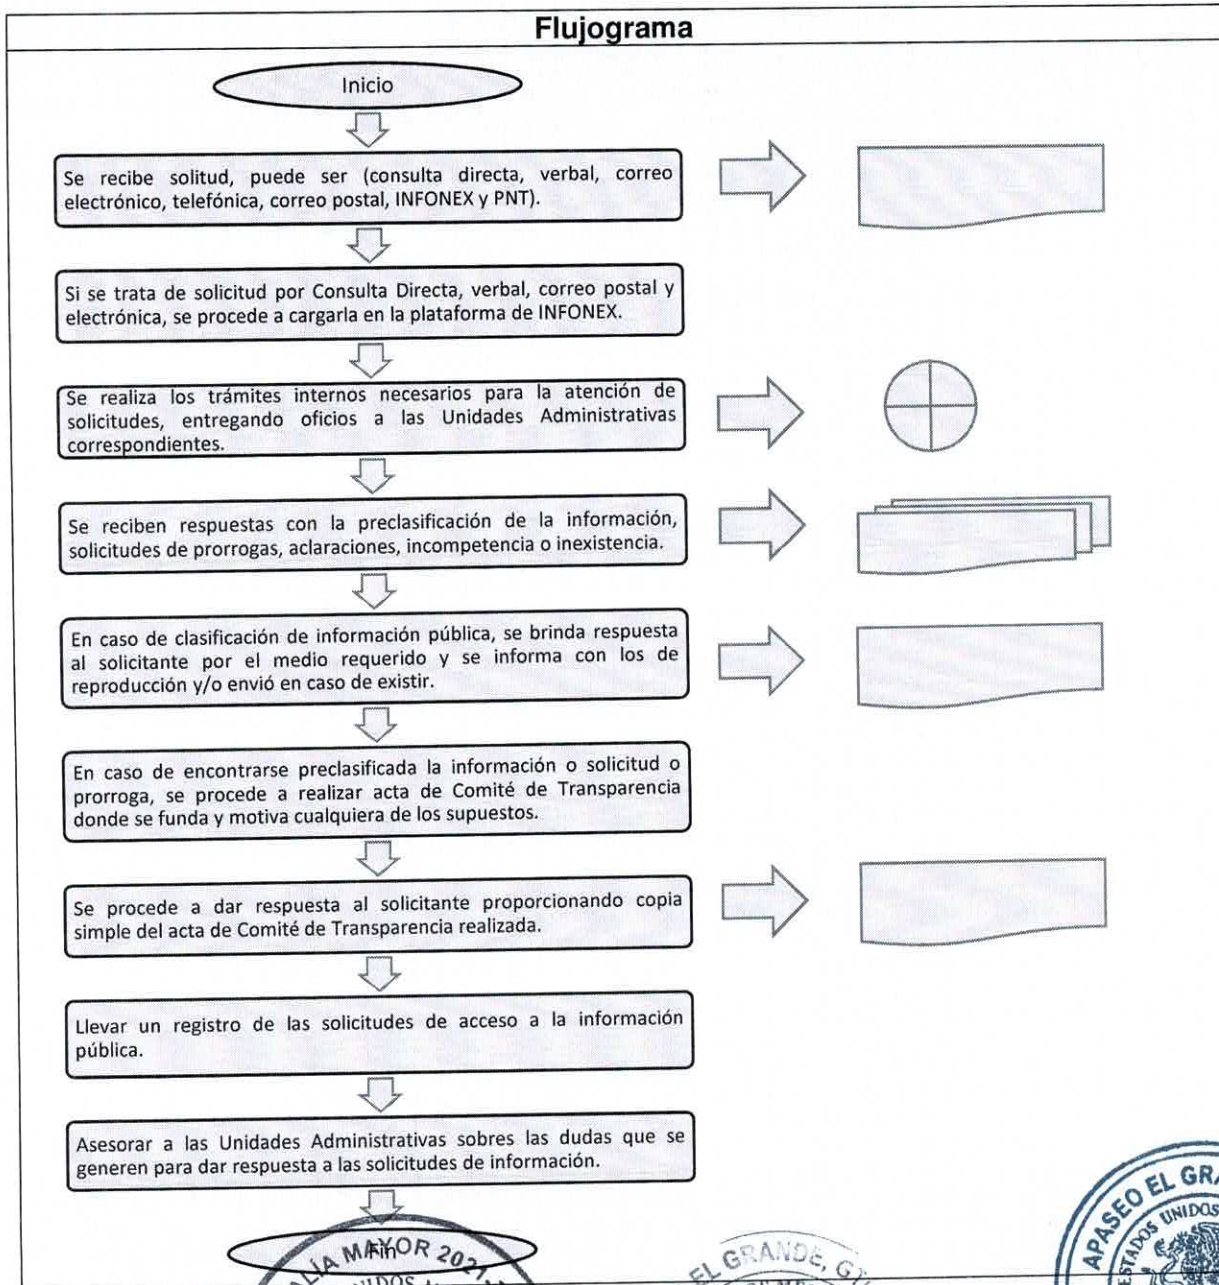 Flujograma
Inicio
Se recibe solitud, puede ser (consulta directa, verbal, correo
electrónico, telefónica, correo postal, INFONEX y PNT).
Si se trata de solicitud por Consulta Directa, verbal, correo postal y
electrónica, se procede a cargarla en la plataforma de INFONEX.
Se realiza los trámites internos necesarios para la atención de
solicitudes, entregando oficios a las Unidades Administrativas
correspondientes.
Se reciben respuestas con la preclasificación de la información,
solicitudes de prorrogas, aclaraciones, incompetencia o inexistencia.
En caso de clasificación de información pública, se brinda respuesta
al solicitante por el medio requerido y se informa con los de
reproducción y/o envió en caso de existir.
En caso de encontrarse preclasificada la información o solicitud o
prorroga, se procede a realizar acta de Comité de Transparencia
donde se funda y motiva cualquiera de los supuestos.
Se procede a dar respuesta al solicitante proporcionando copia
simple del acta de Comité de Transparencia realizada.
Llevar un registro de las solicitudes de acceso a la información
pública.
Asesorar a las Unidades Administrativas sobres las dudas que se
generen para dar respuesta a las solicitudes de información.
Fin
MAYOR
EL GRANDE,
APASEO EL
UNIDOS